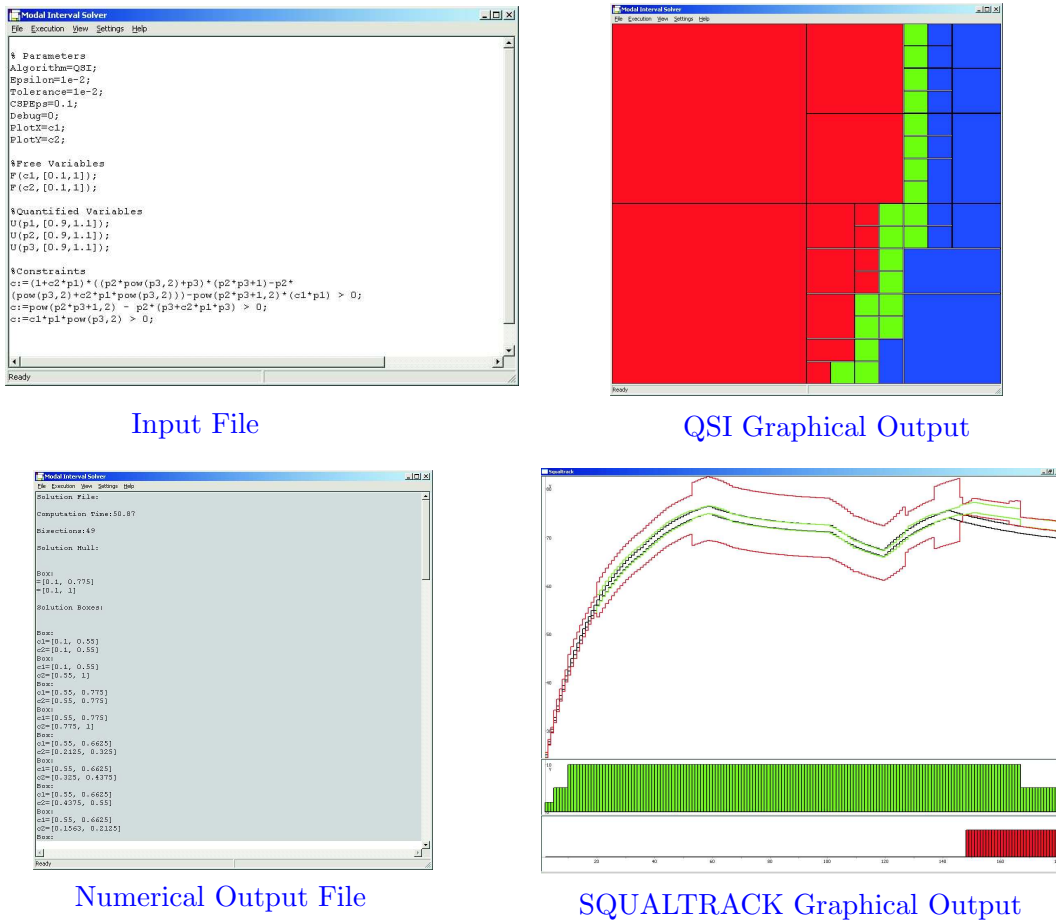 Modal Interval Solver
File Execution View Settings Help
% Parameters
Algorithm=QSI;
Epsilon=1e-2;
Tolerance=1e-2;
CSPEps=0.1;
Debug=0;
PlotX=c1;
PlotY=c2;
%Free Variables
F(c1,[0.1,1]);
F(c2,[0.1,1]);
%Quantified Variables
U(p1,[0.9,1.1]);
U(p2,[0.9,1.1]);
U(p3,[0.9,1.1]);
%Constraints
c:=(1+c2*p1)*((p2*pow(p3,2)+p3)*(p2*p3+1)-p2*
(pow(p3,2)+c2*p1*pow(p3,2)))-pow(p2*p3+1,2)*(c1*p1) > 0;
c:=pow(p2*p3+1,2) - p2*(p3+c2*p1*p3) > 0;
c:=c1*p1*pow(p3,2) > 0;
Ready
Input File
Modal Interval Solver
File Execution View Settings Help
Ready
QSI Graphical Output
Modal Interval Solver
File Execution View Settings Help
Solution File:
Computation Time:50.87
Bisections:49
Solution Hull:
Box:
=[0.1, 0.775]
=[0.1, 1]
Solution Boxes:
Box:
c1=[0.1, 0.55]
c2=[0.1, 0.55]
Box:
c1=[0.1, 0.55]
c2=[0.55, 1]
Box:
c1=[0.55, 0.775]
c2=[0.55, 0.775]
Box:
c1=[0.55, 0.775]
c2=[0.775, 1]
Box:
c1=[0.55, 0.6625]
c2=[0.2125, 0.325]
Box:
c1=[0.55, 0.6625]
c2=[0.325, 0.4375]
Box:
c1=[0.55, 0.6625]
c2=[0.4375, 0.55]
Box:
c1=[0.55, 0.6625]
c2=[0.1563, 0.2125]
Box:
Ready
Numerical Output File
Squaltrack
80
70
60
50
40
10
20 40 60 80 100 120 140 160
SQUALTRACK Graphical Output